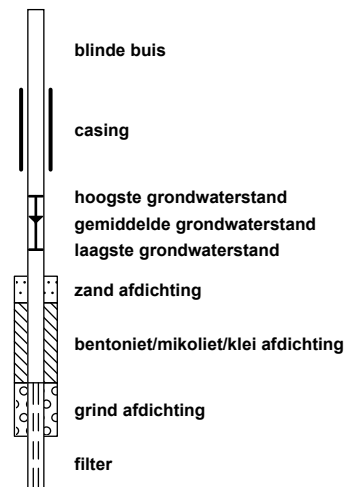 blinde buis
casing
hoogste grondwaterstand
gemiddelde grondwaterstand
laagste grondwaterstand
zand afdichting
bentoniet/mikoliet/klei afdichting
grind afdichting
filter